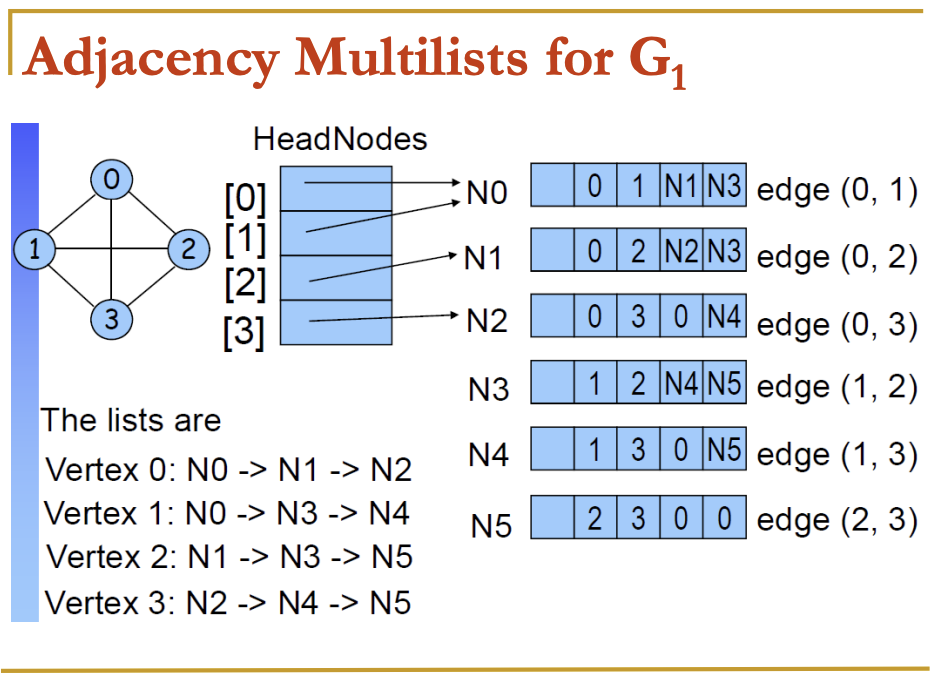 Adjacency Multilists for G1
HeadNodes
0
1
2
3
[0]
[1]
[2]
[3]
N0 0 1 N1 N3 edge (0, 1)
N1 0 2 N2 N3 edge (0, 2)
N2 0 3 0 N4 edge (0, 3)
N3 1 2 N4 N5 edge (1, 2)
N4 1 3 0 N5 edge (1, 3)
N5 2 3 0 0 edge (2, 3)
The lists are
Vertex 0: N0 -> N1 -> N2
Vertex 1: N0 -> N3 -> N4
Vertex 2: N1 -> N3 -> N5
Vertex 3: N2 -> N4 -> N5